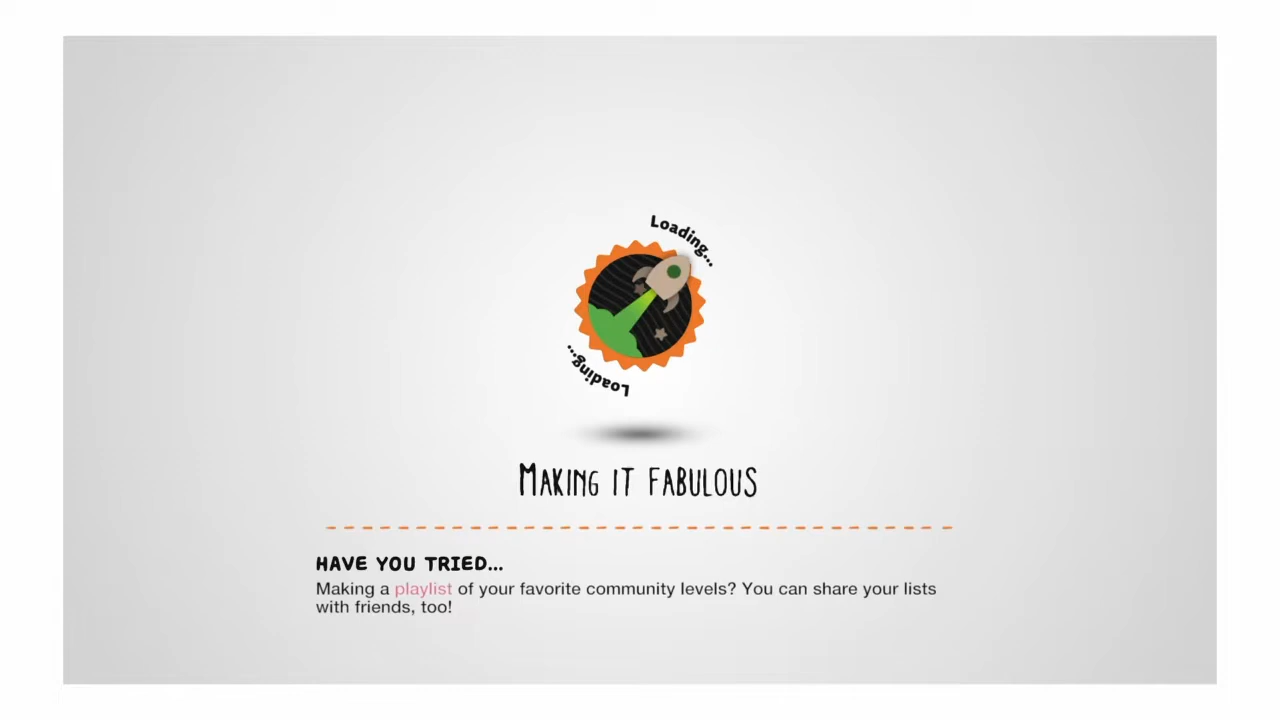 Loading...
Loading...
Making it fabulous
HAVE YOU TRIED...
Making a playlist of your favorite community levels? You can share your lists
with friends, too!